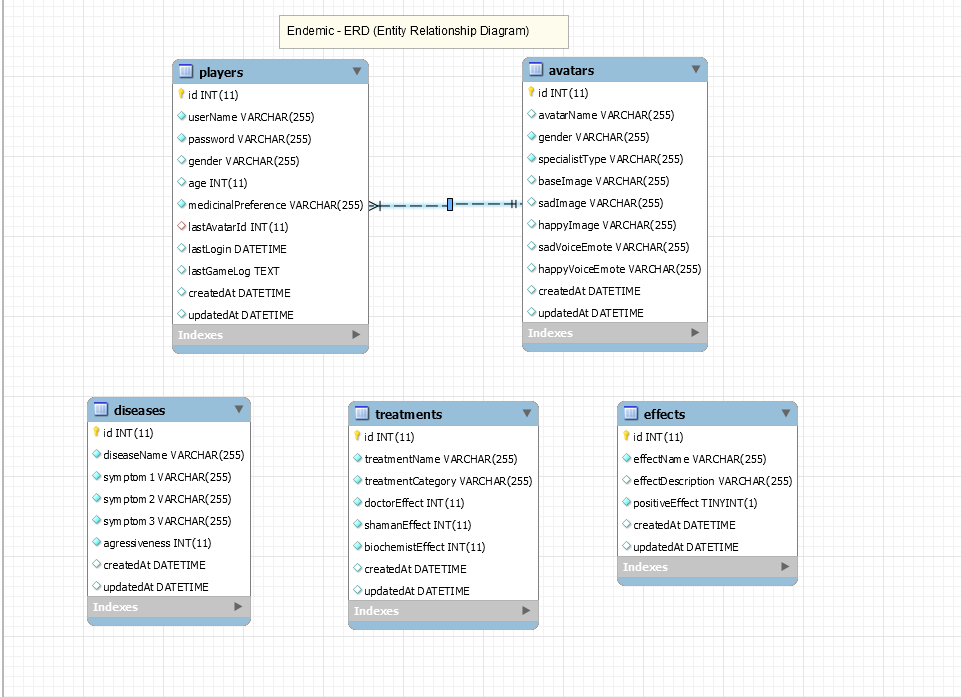 Endemic - ERD (Entity Relationship Diagram)
players
id INT(11)
userName VARCHAR(255)
password VARCHAR(255)
gender VARCHAR(255)
age INT(11)
medicinalPreference VARCHAR(255)
lastAvatarId INT(11)
lastLogin DATETIME
lastGameLog TEXT
createdAt DATETIME
updatedAt DATETIME
Indexes
avatars
id INT(11)
avatarName VARCHAR(255)
gender VARCHAR(255)
specialistType VARCHAR(255)
baseImage VARCHAR(255)
sadImage VARCHAR(255)
happyImage VARCHAR(255)
sadVoiceEmote VARCHAR(255)
happyVoiceEmote VARCHAR(255)
createdAt DATETIME
updatedAt DATETIME
Indexes
diseases
id INT(11)
diseaseName VARCHAR(255)
symptom1 VARCHAR(255)
symptom2 VARCHAR(255)
symptom3 VARCHAR(255)
agressiveness INT(11)
createdAt DATETIME
updatedAt DATETIME
Indexes
treatments
id INT(11)
treatmentName VARCHAR(255)
treatmentCategory VARCHAR(255)
doctorEffect INT(11)
shamanEffect INT(11)
biochemistEffect INT(11)
createdAt DATETIME
updatedAt DATETIME
Indexes
effects
id INT(11)
effectName VARCHAR(255)
effectDescription VARCHAR(255)
positiveEffect TINYINT(1)
createdAt DATETIME
updatedAt DATETIME
Indexes